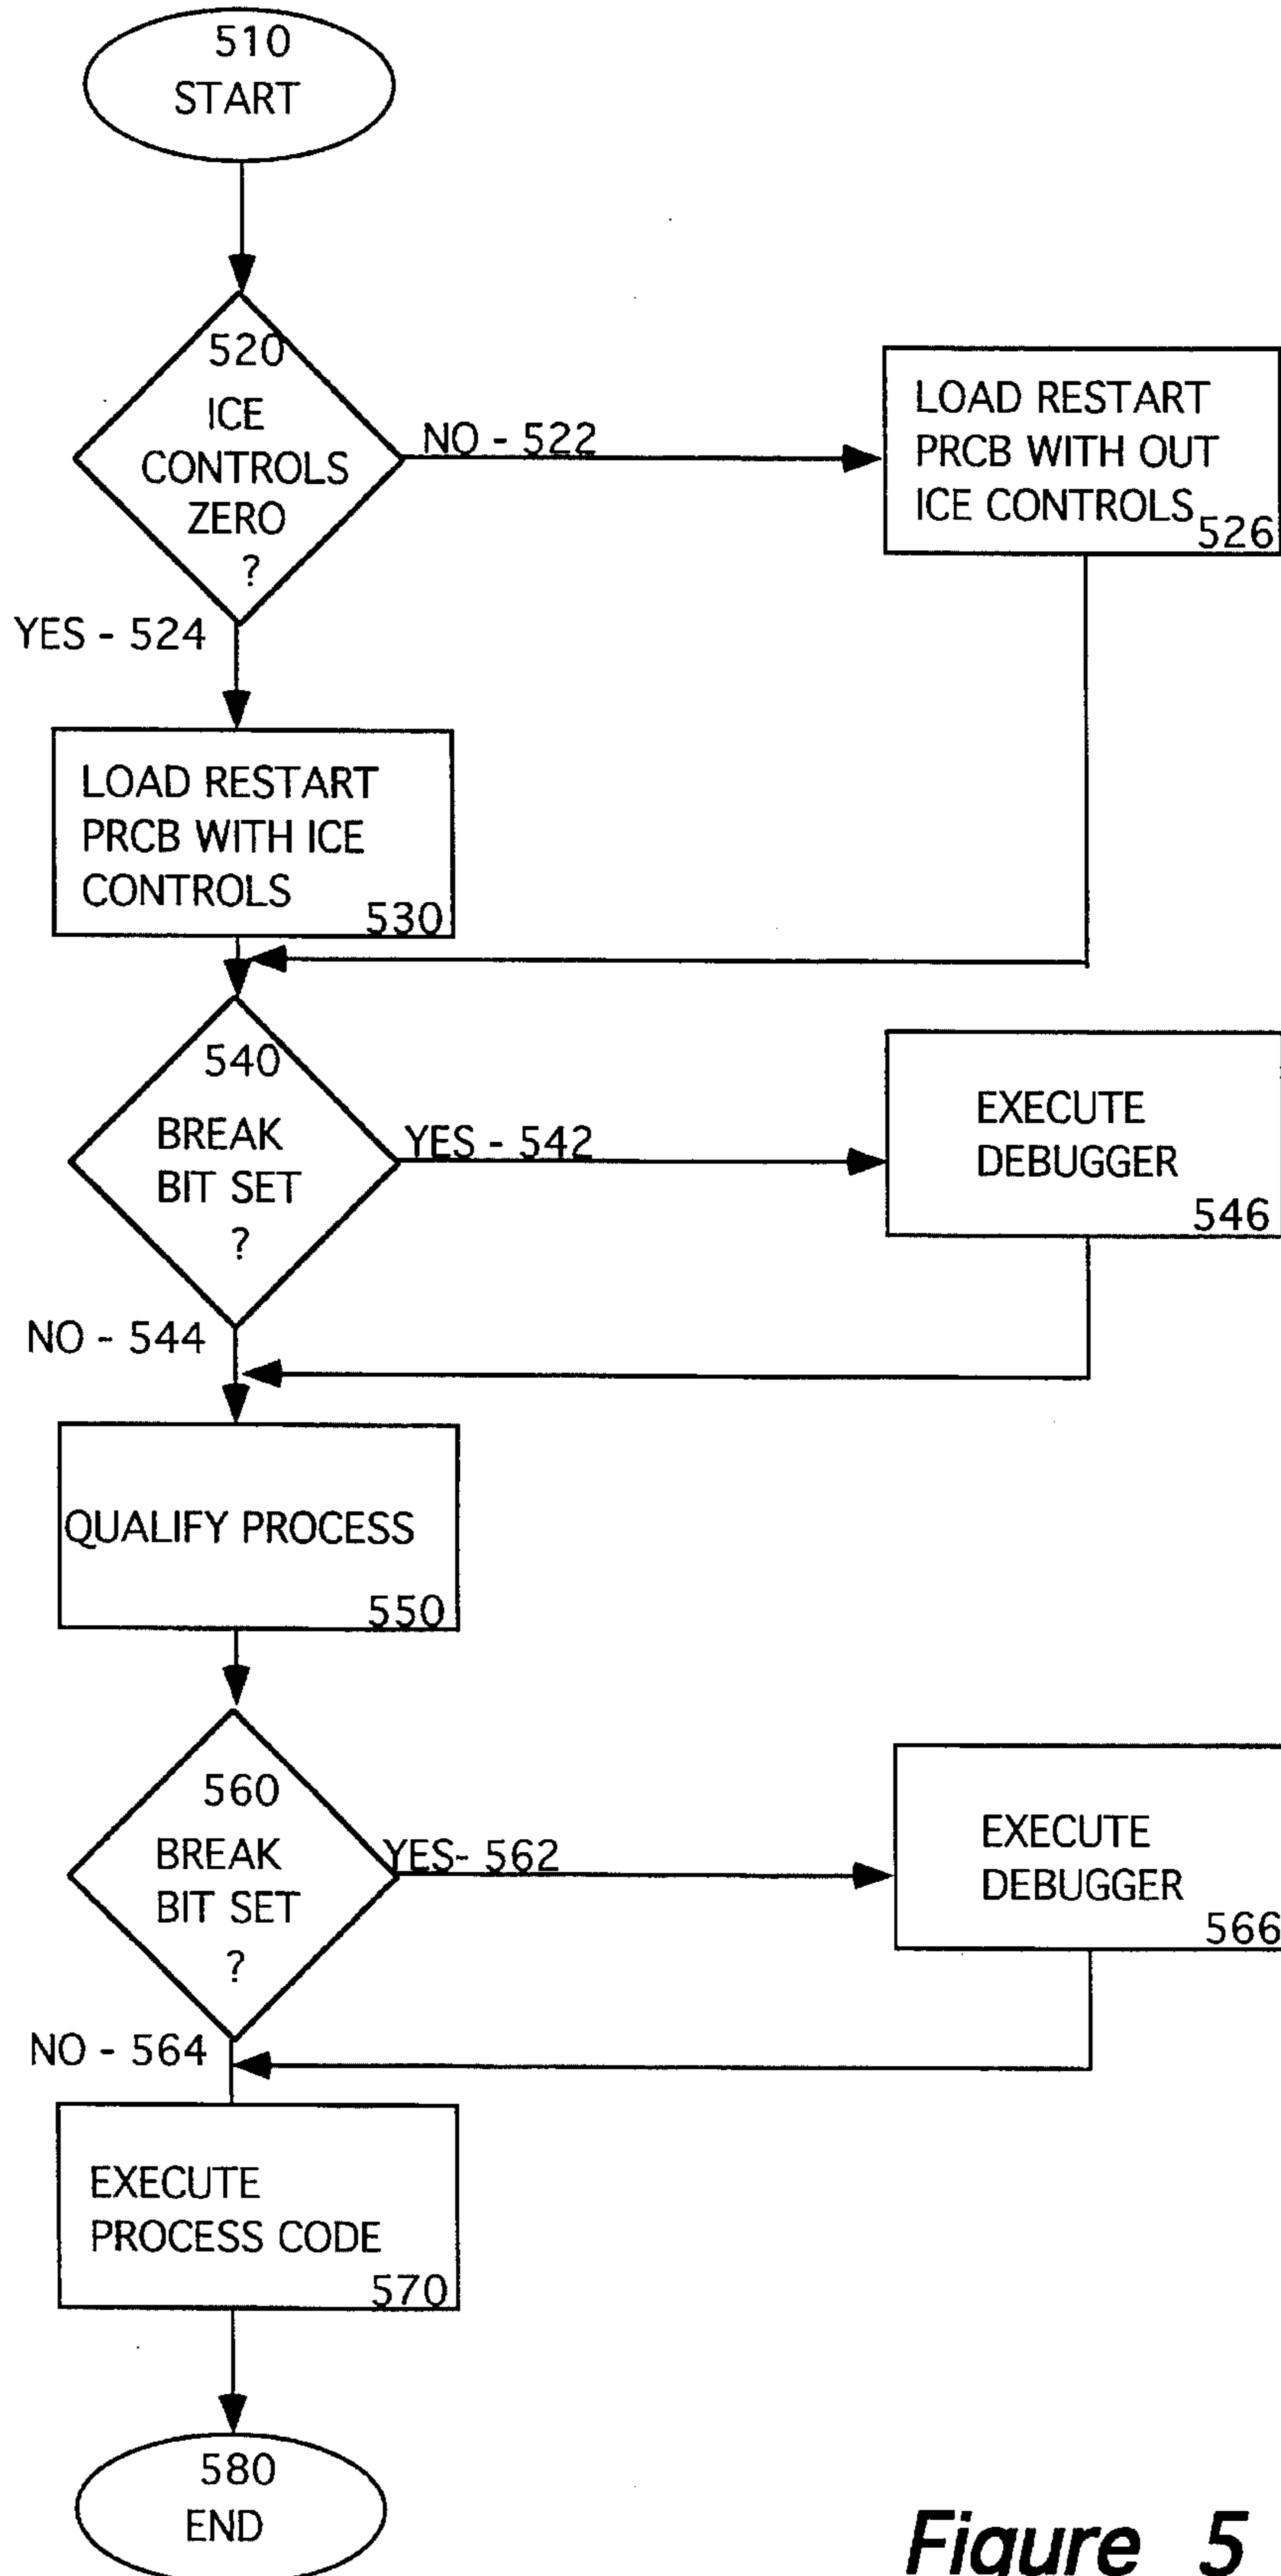 510
START
520
ICE
CONTROLS
ZERO
?
NO - 522
LOAD RESTART
PRCB WITH OUT
ICE CONTROLS
526
YES - 524
LOAD RESTART
PRCB WITH ICE
CONTROLS
530
540
BREAK
BIT SET
?
YES - 542
EXECUTE
DEBUGGER
546
NO - 544
QUALIFY PROCESS
550
560
BREAK
BIT SET
?
YES- 562
EXECUTE
DEBUGGER
566
NO - 564
EXECUTE
PROCESS CODE
570
580
END
Figure 5